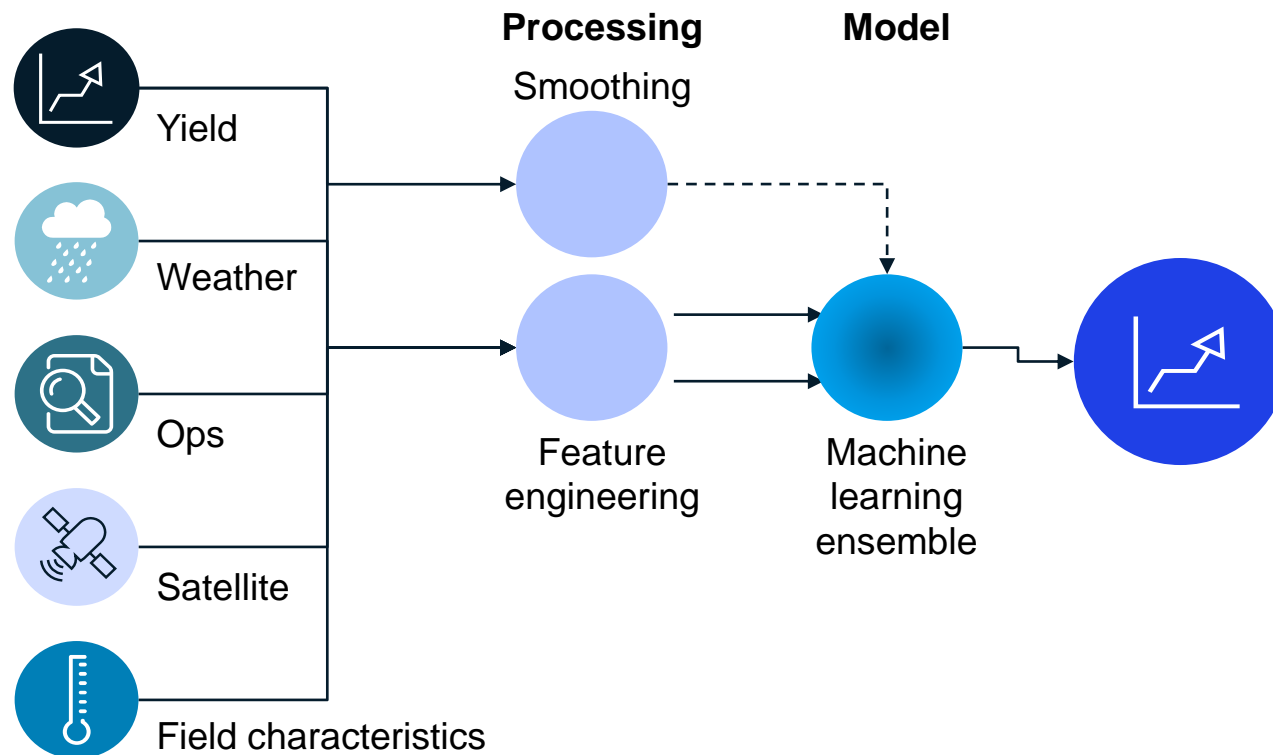 Processing
Model
Smoothing
Yield
Weather
Ops
Satellite
Field characteristics
Feature
engineering
Machine
learning
ensemble